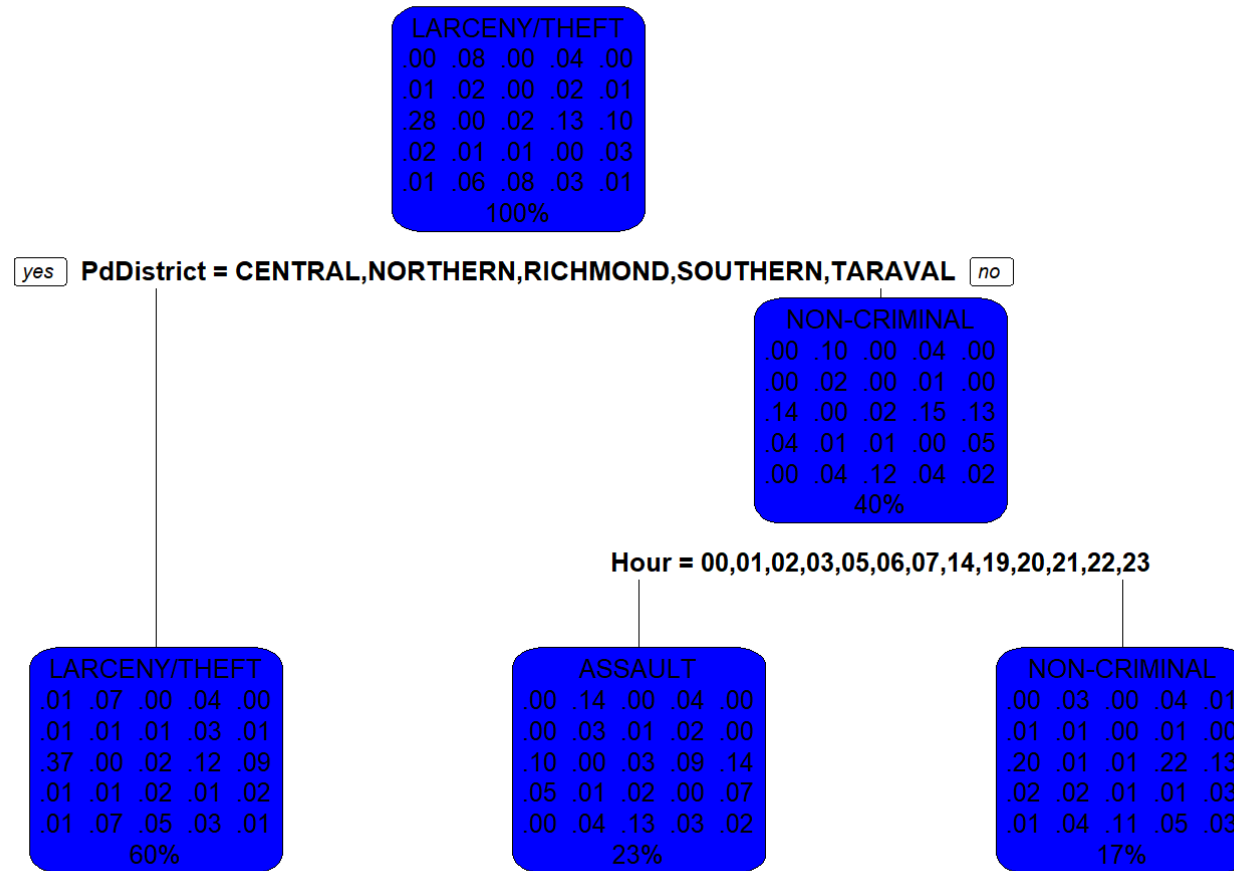 LARCENY/THEFT
.00 .08 .00 .04 .00
.01 .02 .00 .02 .01
.28 .00 .02 .13 .10
.02 .01 .01 .00 .03
.01 .06 .08 .03 .01
100%
yes PdDistrict = CENTRAL,NORTHERN,RICHMOND,SOUTHERN,TARAVAL no
NON-CRIMINAL
.00 .10 .00 .04 .00
.00 .02 .00 .01 .00
.14 .00 .02 .15 .13
.04 .01 .01 .00 .05
.00 .04 .12 .04 .02
40%
Hour = 00,01,02,03,05,06,07,14,19,20,21,22,23
LARCENY/THEFT
.01 .07 .00 .04 .00
.01 .01 .01 .03 .01
.37 .00 .02 .12 .09
.01 .01 .02 .01 .02
.01 .07 .05 .03 .01
60%
ASSAULT
.00 .14 .00 .04 .00
.00 .03 .01 .02 .00
.10 .00 .03 .09 .14
.05 .01 .02 .00 .07
.00 .04 .13 .03 .02
23%
NON-CRIMINAL
.00 .03 .00 .04 .01
.01 .01 .00 .01 .00
.20 .01 .01 .22 .13
.02 .02 .01 .01 .03
.01 .04 .11 .05 .03
17%